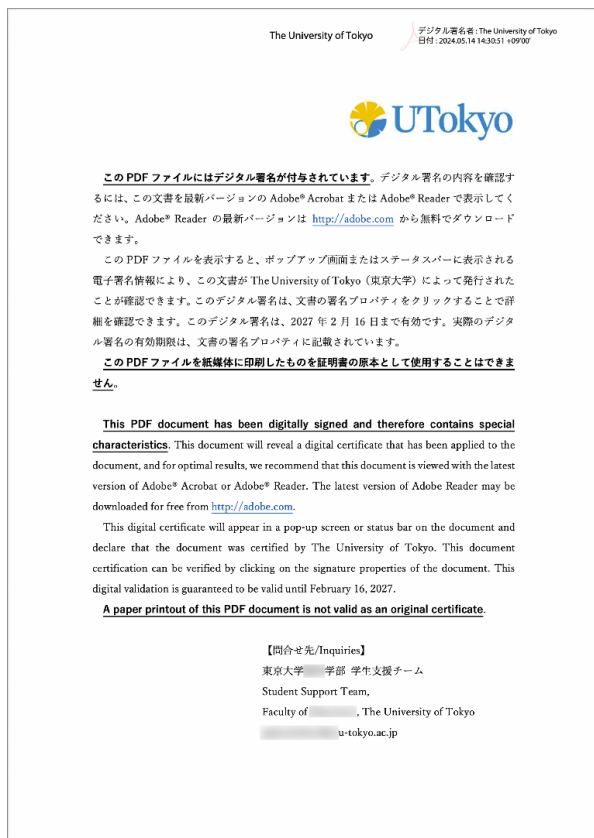 The University of Tokyo
デジタル署名者 : The University of Tokyo
日付 : 2024.05.14 14:30:51 +09'00'
UTokyo
このPDFファイルにはデジタル署名が付与されています。デジタル署名の内容を確認す
るには、この文書を最新バージョンの Adobe® Acrobat または Adobe® Reader で表示してく
ださい。Adobe® Reader の最新バージョンは http://adobe.com から無料でダウンロード
できます。
このPDFファイルを表示すると、ポップアップ画面またはステータスバーに表示される
電子署名情報により、この文書が The University of Tokyo（東京大学）によって発行された
ことが確認できます。このデジタル署名は、文書の署名プロパティをクリックすることで詳
細を確認できます。このデジタル署名は、2027 年 2 月 16 日まで有効です。実際のデジタ
ル署名の有効期限は、文書の署名プロパティに記載されています。
このPDFファイルを紙媒体に印刷したものを証明書の原本として使用することはできま
せん。
This PDF document has been digitally signed and therefore contains special
characteristics. This document will reveal a digital certificate that has been applied to the
document, and for optimal results, we recommend that this document is viewed with the latest
version of Adobe® Acrobat or Adobe® Reader. The latest version of Adobe Reader may be
downloaded for free from http://adobe.com.
This digital certificate will appear in a pop-up screen or status bar on the document and
declare that the document was certified by The University of Tokyo. This document
certification can be verified by clicking on the signature properties of the document. This
digital validation is guaranteed to be valid until February 16, 2027.
A paper printout of this PDF document is not valid as an original certificate.
【問合せ先/Inquiries】
東京大学 学部 学生支援チーム
Student Support Team,
Faculty of , The University of Tokyo
u-tokyo.ac.jp